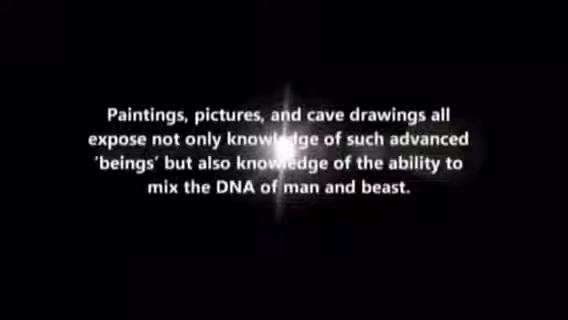 Paintings, pictures, and cave drawings all
expose not only knowledge of such advanced
'beings' but also knowledge of the ability to
mix the DNA of man and beast.